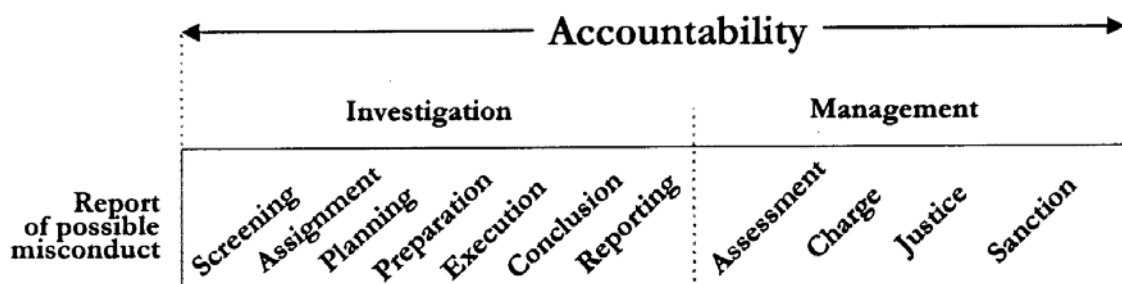 Accountability
Investigation
Management
Report
of possible
misconduct
Screening
Assignment
Planning
Preparation
Execution
Conclusion
Reporting
Assessment
Charge
Justice
Sanction